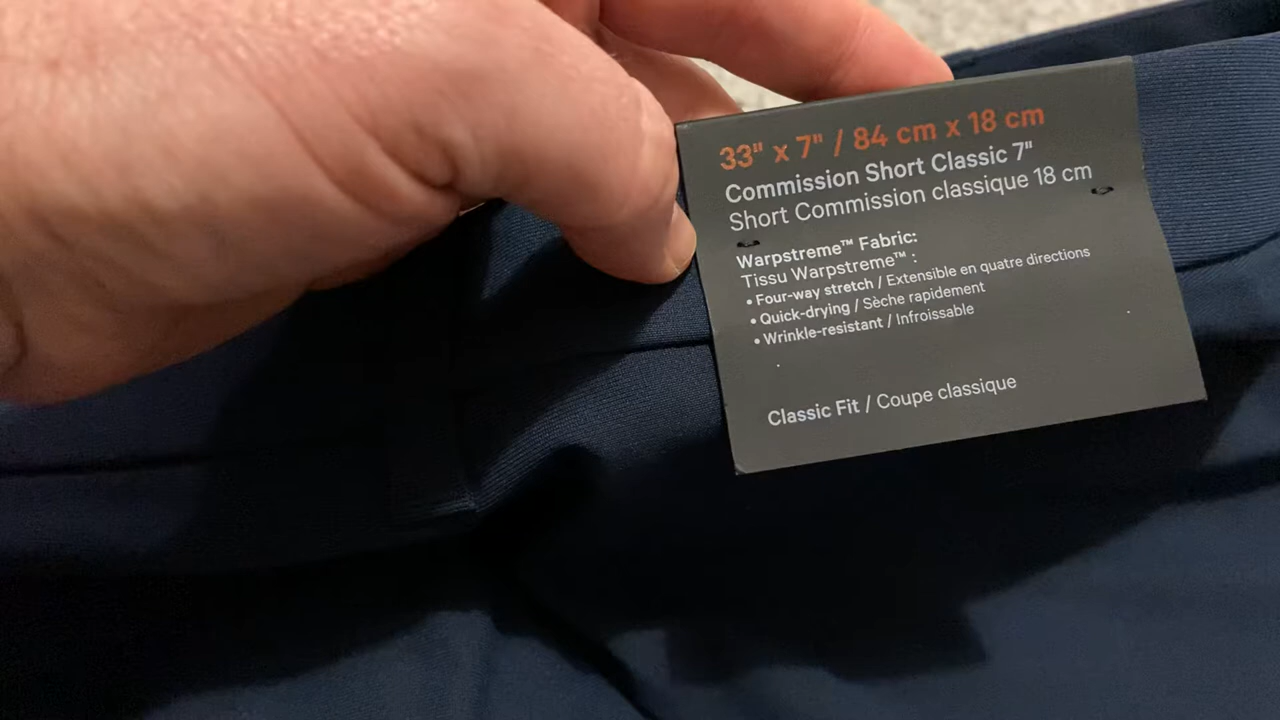 33" x 7" / 84 cm x 18 cm
Commission Short Classic 7"
Short Commission classique 18 cm
Warpstreme™ Fabric:
Tissu Warpstreme™ :
• Four-way stretch / Extensible en quatre directions
• Quick-drying / Sèche rapidement
• Wrinkle-resistant / Infroissable
Classic Fit / Coupe classique